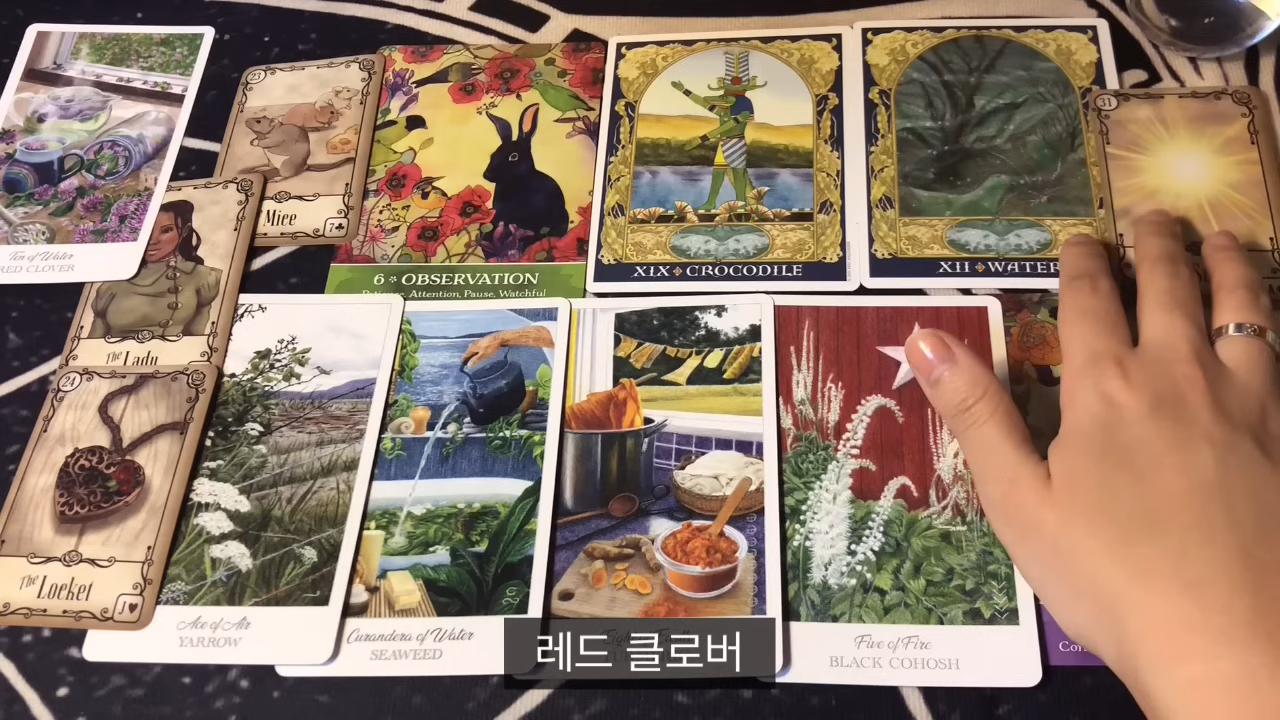 Ten of Water
RED CLOVER
23
Mice
7♣
6 ❖ OBSERVATION
Patience, Attention, Pause, Watchful
XIX ❖ CROCODILE
XII ❖ WATER
31
The Lady
24
The Locket
J♥
Ace of Air
YARROW
Curandera of Water
SEAWEED
Five of Fire
BLACK COHOSH
레드 클로버